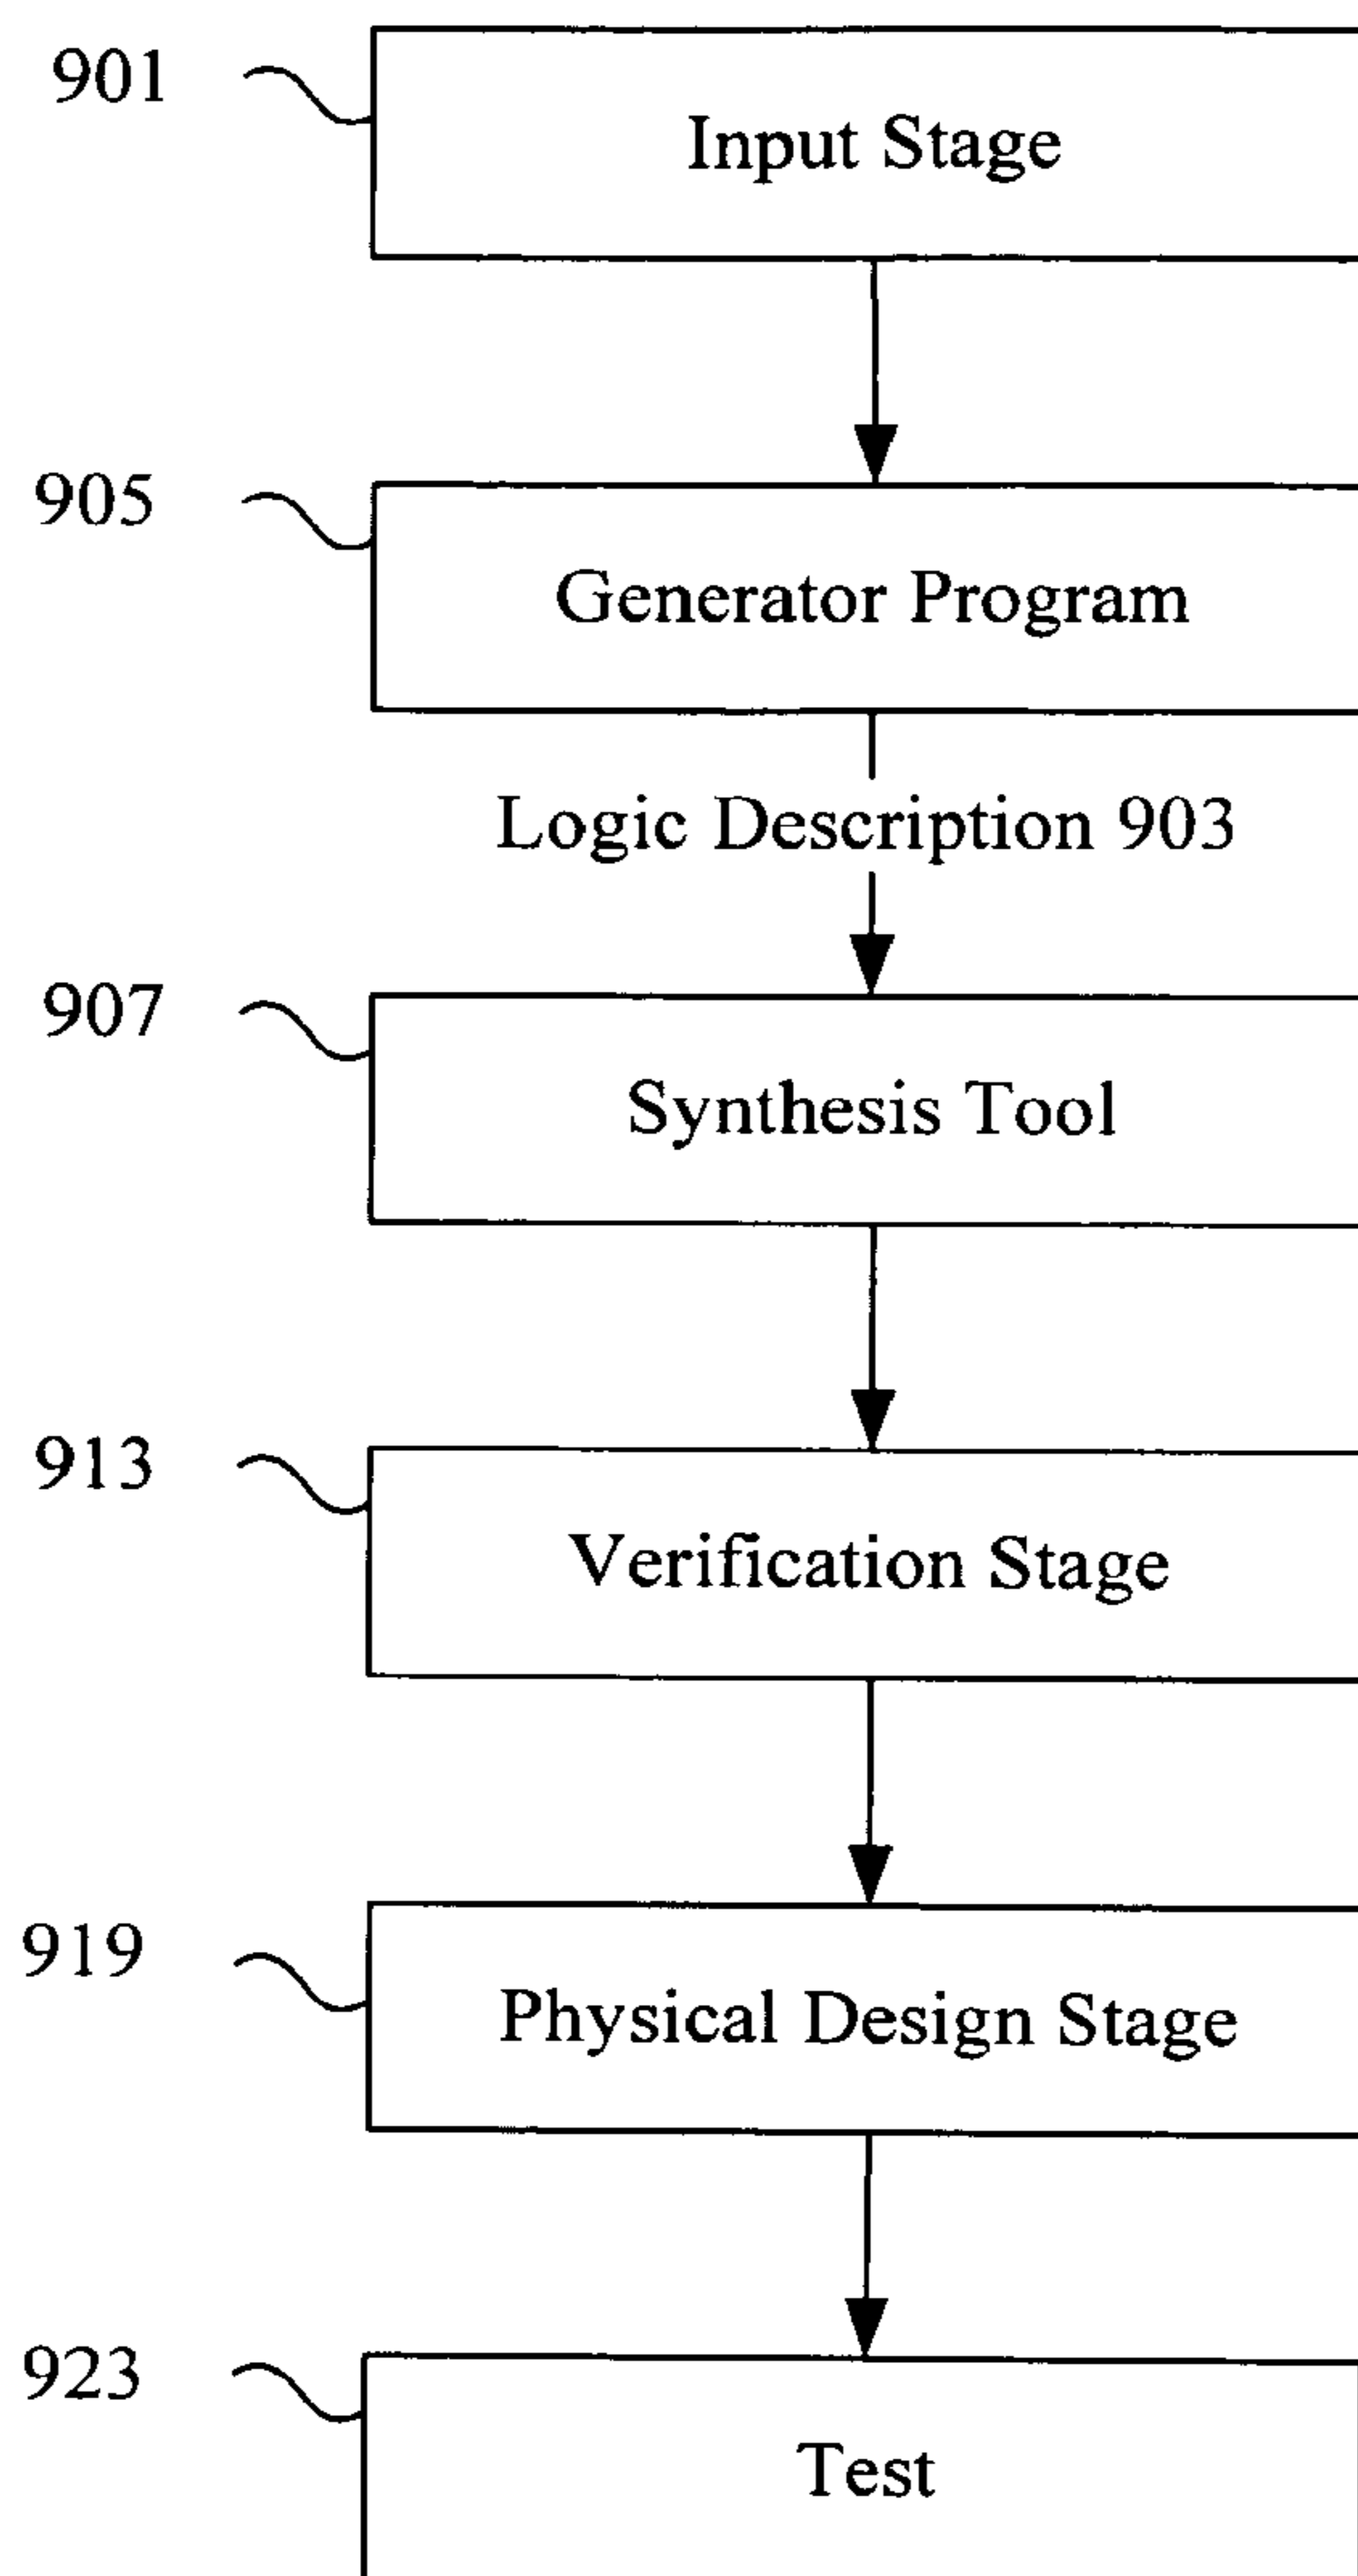 901
Input Stage
905
Generator Program
Logic Description 903
907
Synthesis Tool
913
Verification Stage
919
Physical Design Stage
923
Test